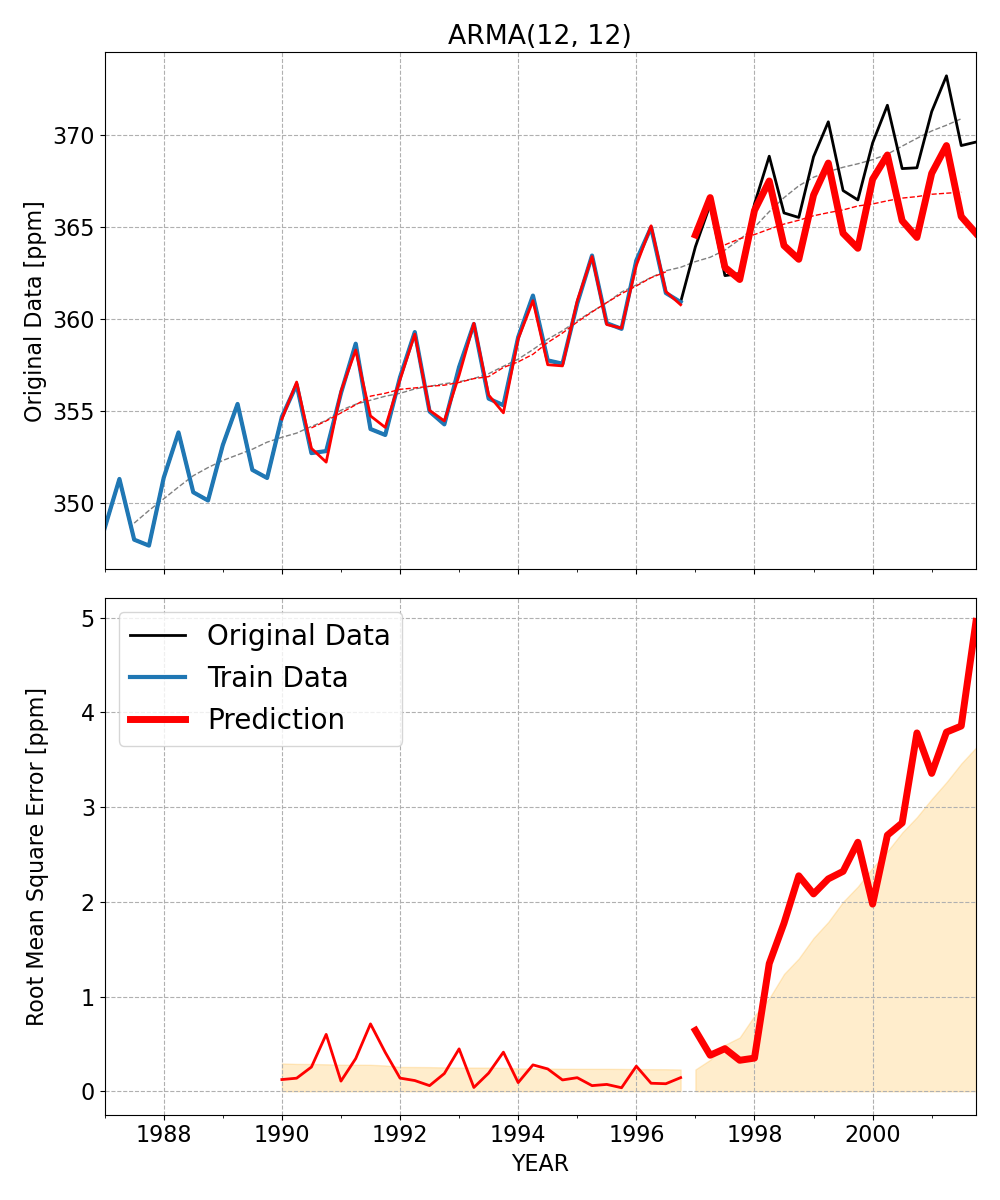 ARMA(12, 12)
Original Data [ppm]
370
365
360
355
350
Root Mean Square Error [ppm]
5
4
3
2
1
0
Original Data
Train Data
Prediction
1988 1990 1992 1994 1996 1998 2000
YEAR